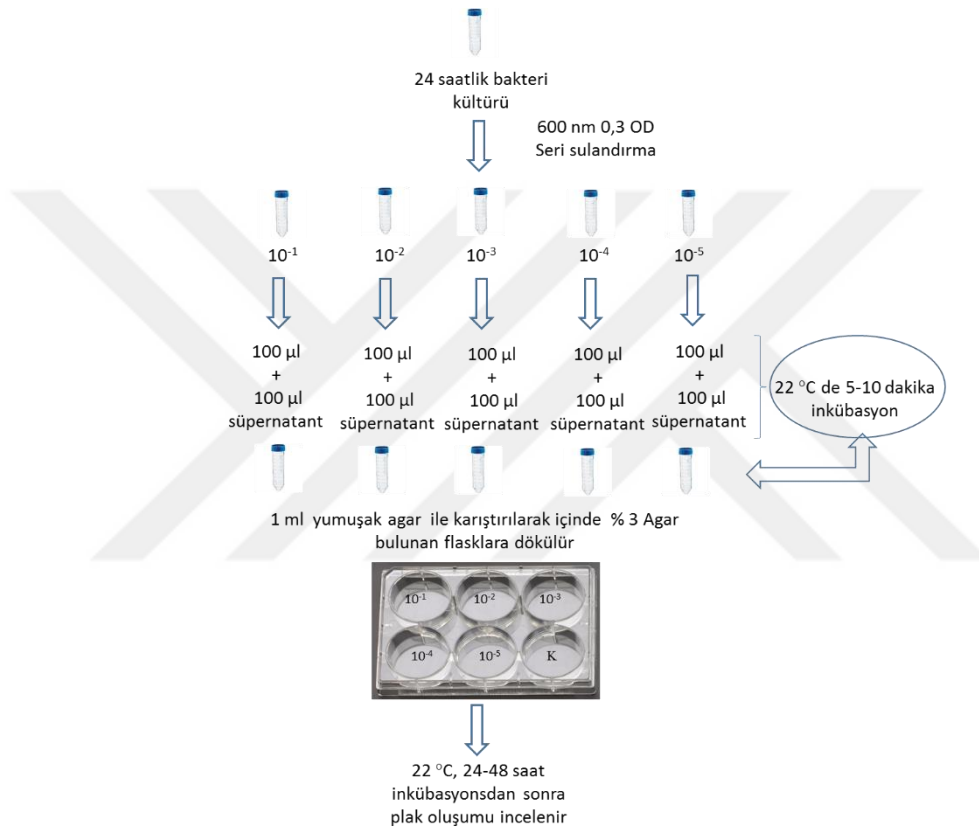 24 saatlik bakteri
kültürü
600 nm 0,3 OD
Seri sulandırma
10⁻¹ 10⁻² 10⁻³ 10⁻⁴ 10⁻⁵
100 µl 100 µl 100 µl 100 µl 100 µl
+ + + + +
100 µl 100 µl 100 µl 100 µl 100 µl
süpernatant süpernatant süpernatant süpernatant süpernatant
22 °C de 5-10 dakika
inkübasyon
1 ml yumuşak agar ile karıştırılarak içinde % 3 Agar
bulunan flasklara dökülür
10⁻¹ 10⁻² 10⁻³
10⁻⁴ 10⁻⁵ K
22 °C, 24-48 saat
inkübasyonsdan sonra
plak oluşumu incelenir